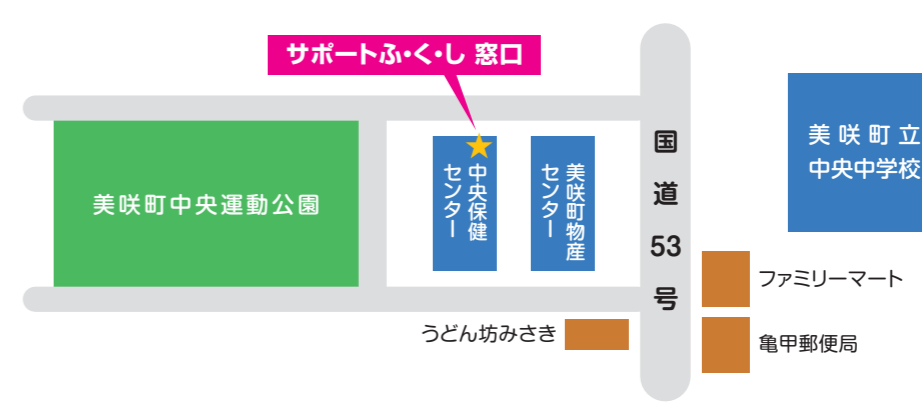 サポートふ・く・し 窓口
美咲町中央運動公園
中央保健
センター
美咲町物産
センター
国道53号
美咲町立
中央中学校
ファミリーマート
うどん坊みさき
亀甲郵便局